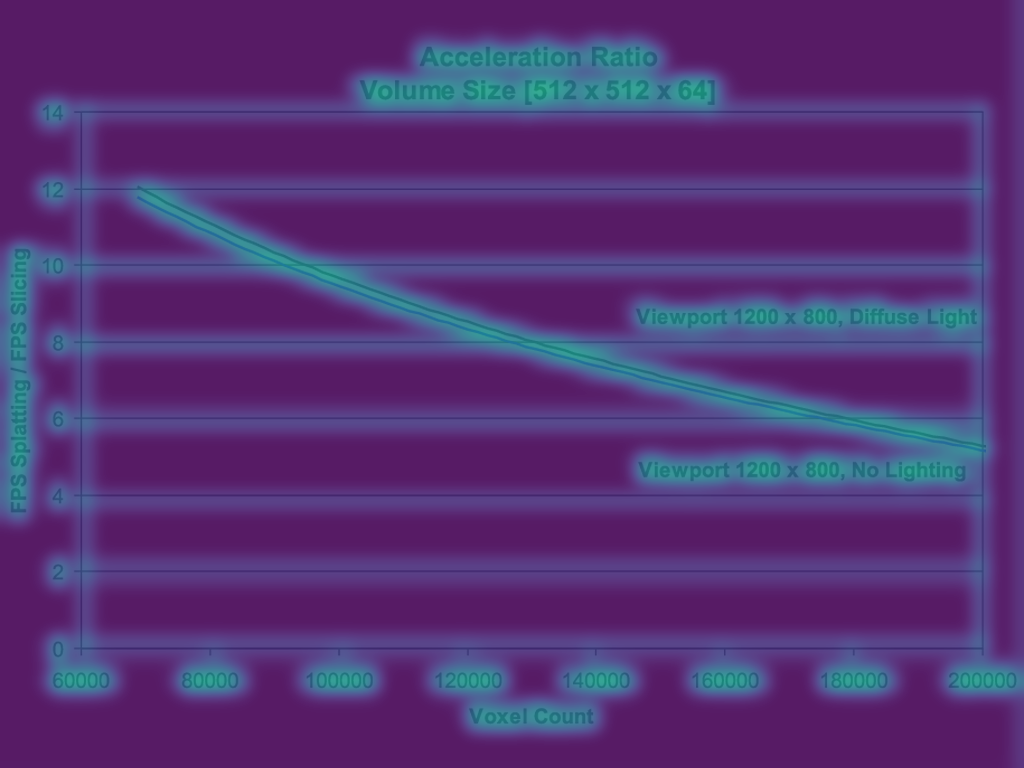 Acceleration Ratio
Volume Size [512 x 512 x 64]
14
12
10
8
6
4
2
0
FPS Splatting / FPS Slicing
Viewport 1200 x 800, Diffuse Light
Viewport 1200 x 800, No Lighting
60000 80000 100000 120000 140000 160000 180000 200000
Voxel Count